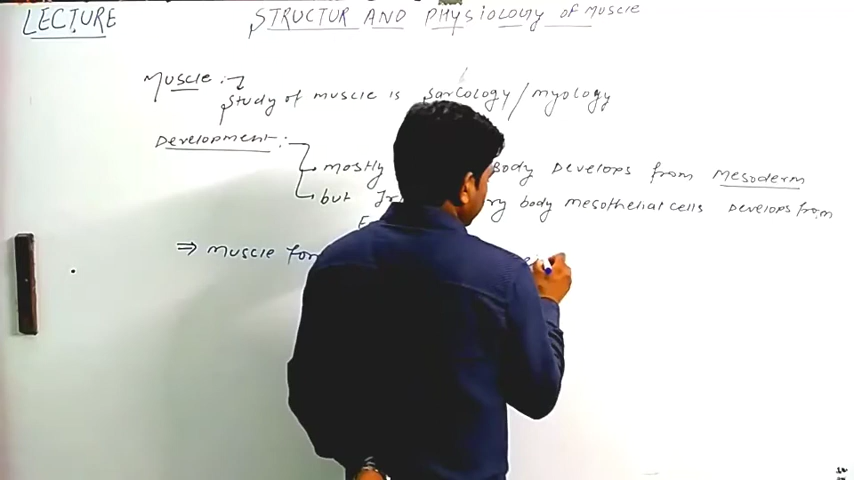 LECTURE
STRUCTUR AND PHYSIOLOGY of MUSCLE
Muscle :-
Study of muscle is Sarcology/myology
Development :-
mostly Body Develops from Mesoderm
but body mesothelial cells Develops from
⇒ Muscle